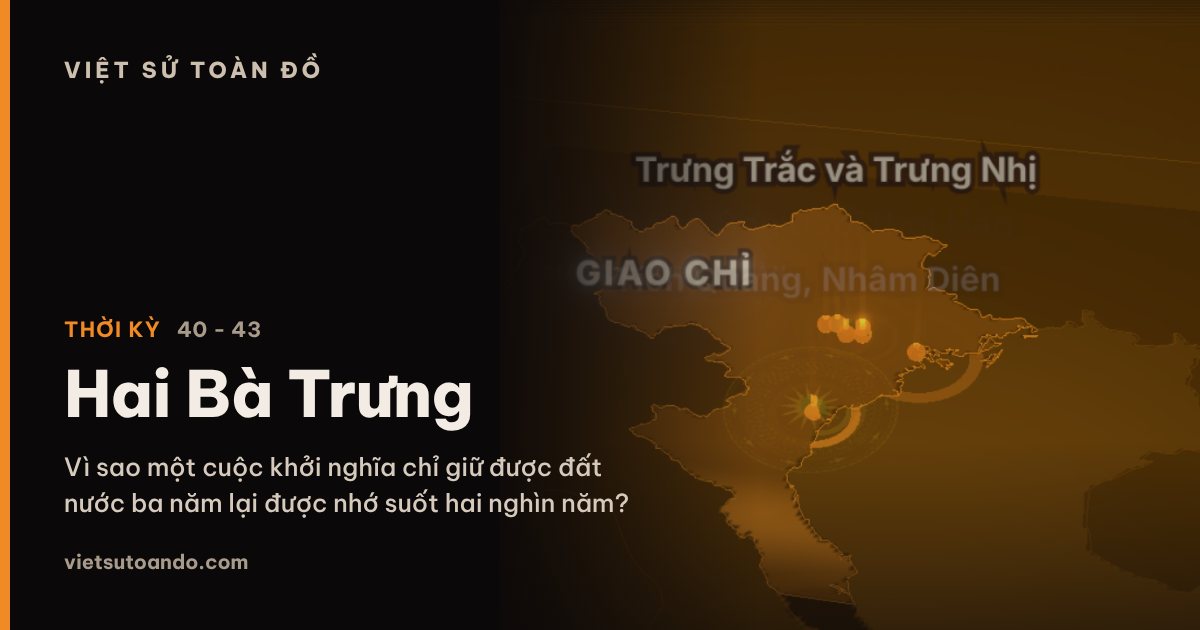 VIỆT SỬ TOÀN ĐỒ
Trưng Trắc và Trưng Nhị
GIAO CHỈ
Quảng, Nhâm Diên
THỜI KỲ 40 - 43
Hai Bà Trưng
Vì sao một cuộc khởi nghĩa chỉ giữ được đất
nước ba năm lại được nhớ suốt hai nghìn năm?
vietsutoando.com